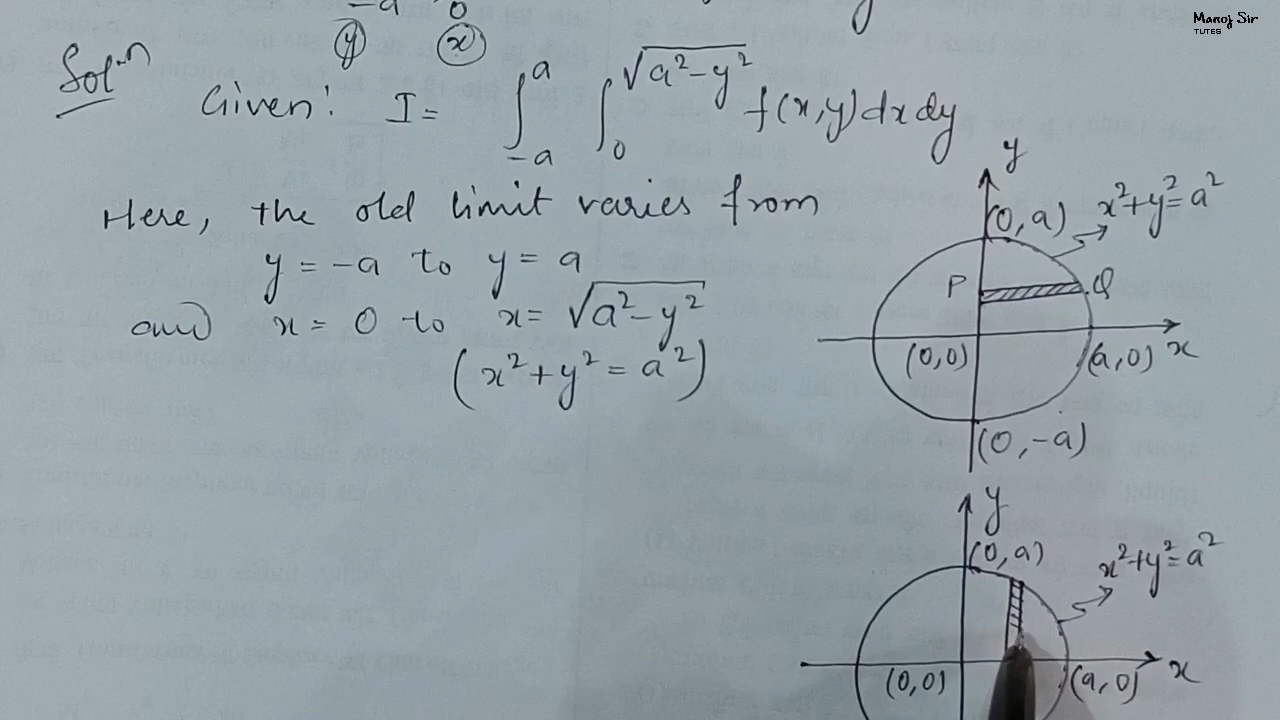 Manoj Sir
TUTES
-a 0
y x
Solⁿ
Given: I = ∫_{-a}^{a} ∫_{0}^{√(a²-y²)} f(x,y) dx dy
Here, the old limit varies from
y = -a to y = a
and x = 0 to x = √(a²-y²)
(x²+y² = a²)
y
(0, a) x²+y²=a²
P Q
(0,0) (a,0) x
(0,-a)
y
(0, a) x²+y²=a²
(0,0) (a,0) x